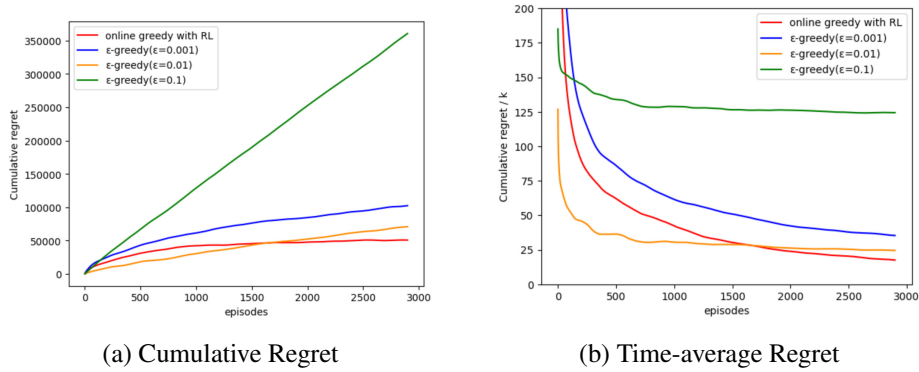 online greedy with RL
ε-greedy(ε=0.001)
ε-greedy(ε=0.01)
ε-greedy(ε=0.1)
350000
300000
250000
200000
150000
100000
50000
0
Cumulative regret
0 500 1000 1500 2000 2500 3000
episodes
(a) Cumulative Regret
online greedy with RL
ε-greedy(ε=0.001)
ε-greedy(ε=0.01)
ε-greedy(ε=0.1)
200
175
150
125
100
75
50
25
0
Cumulative regret / k
0 500 1000 1500 2000 2500 3000
episodes
(b) Time-average Regret